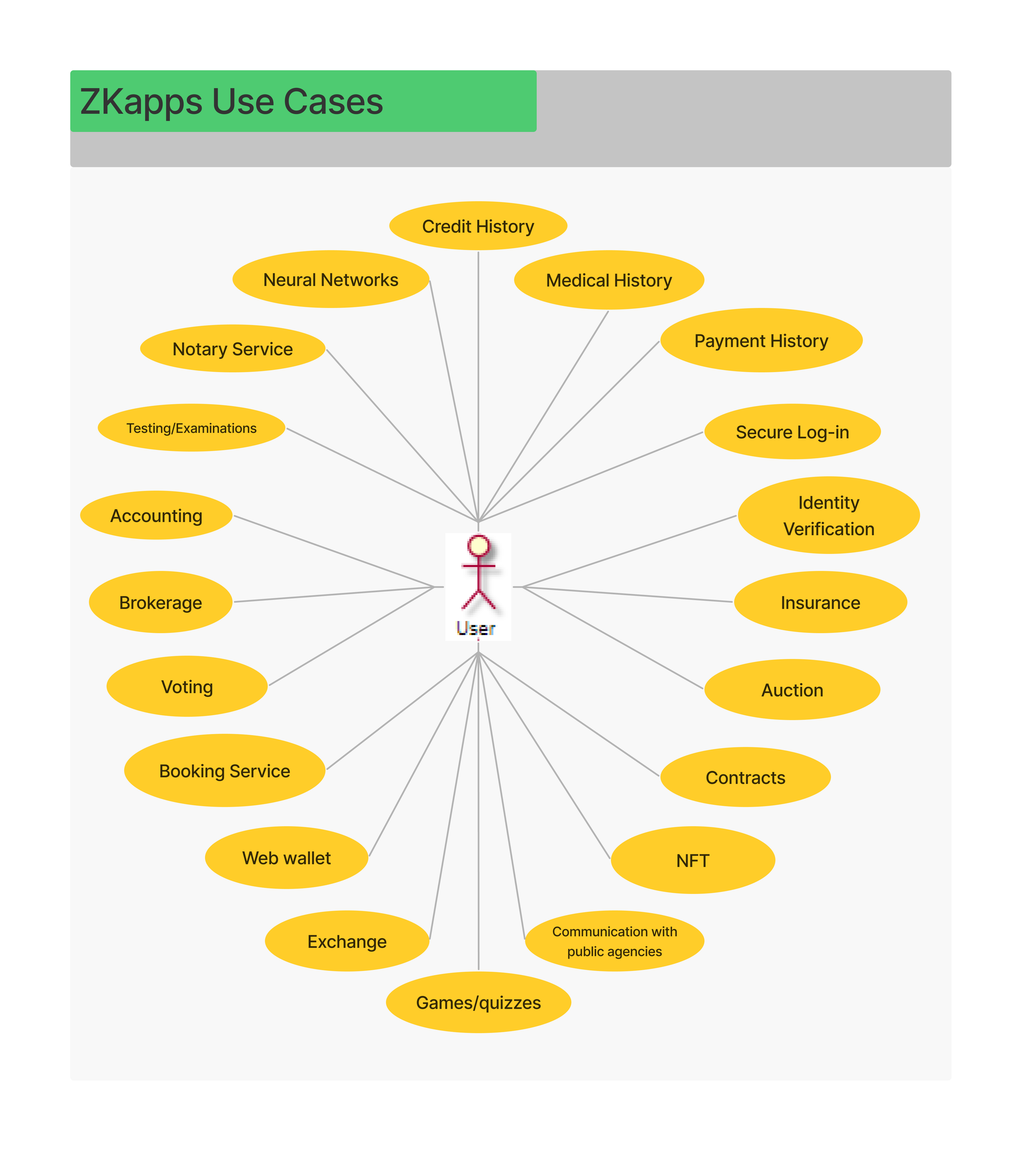 ZKapps Use Cases
Credit History
Neural Networks
Medical History
Payment History
Notary Service
Testing/Examinations
Secure Log-in
Accounting
Identity
Verification
Brokerage
Insurance
User
Voting
Auction
Booking Service
Contracts
Web wallet
NFT
Exchange
Communication with
public agencies
Games/quizzes